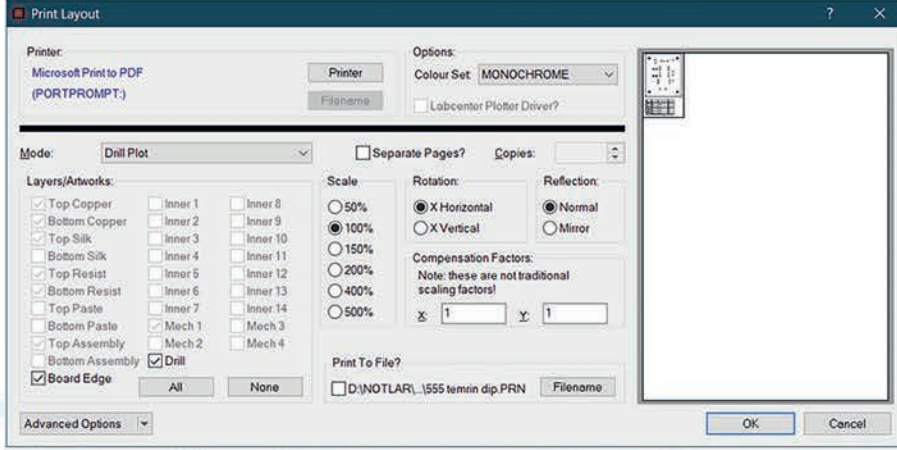 Print Layout ? ×
Printer:
Microsoft Print to PDF
(PORTPROMPT:)
Printer
Filename
Options:
Colour Set: MONOCHROME
Labcenter Plotter Driver?
Mode: Drill Plot
Separate Pages? Copies:
Layers/Artworks:
Top Copper Inner 1 Inner 8
Bottom Copper Inner 2 Inner 9
Top Silk Inner 3 Inner 10
Bottom Silk Inner 4 Inner 11
Top Resist Inner 5 Inner 12
Bottom Resist Inner 6 Inner 13
Top Paste Inner 7 Inner 14
Bottom Paste Mech 1 Mech 3
Top Assembly Mech 2 Mech 4
Bottom Assembly Drill
Board Edge All None
Scale
50%
100%
150%
200%
400%
500%
Rotation:
X Horizontal
X Vertical
Reflection:
Normal
Mirror
Compensation Factors:
Note: these are not traditional
scaling factors!
X: 1 Y: 1
Print To File?
D:\NOTLAR\...\555 temrin dip.PRN Filename
Advanced Options OK Cancel